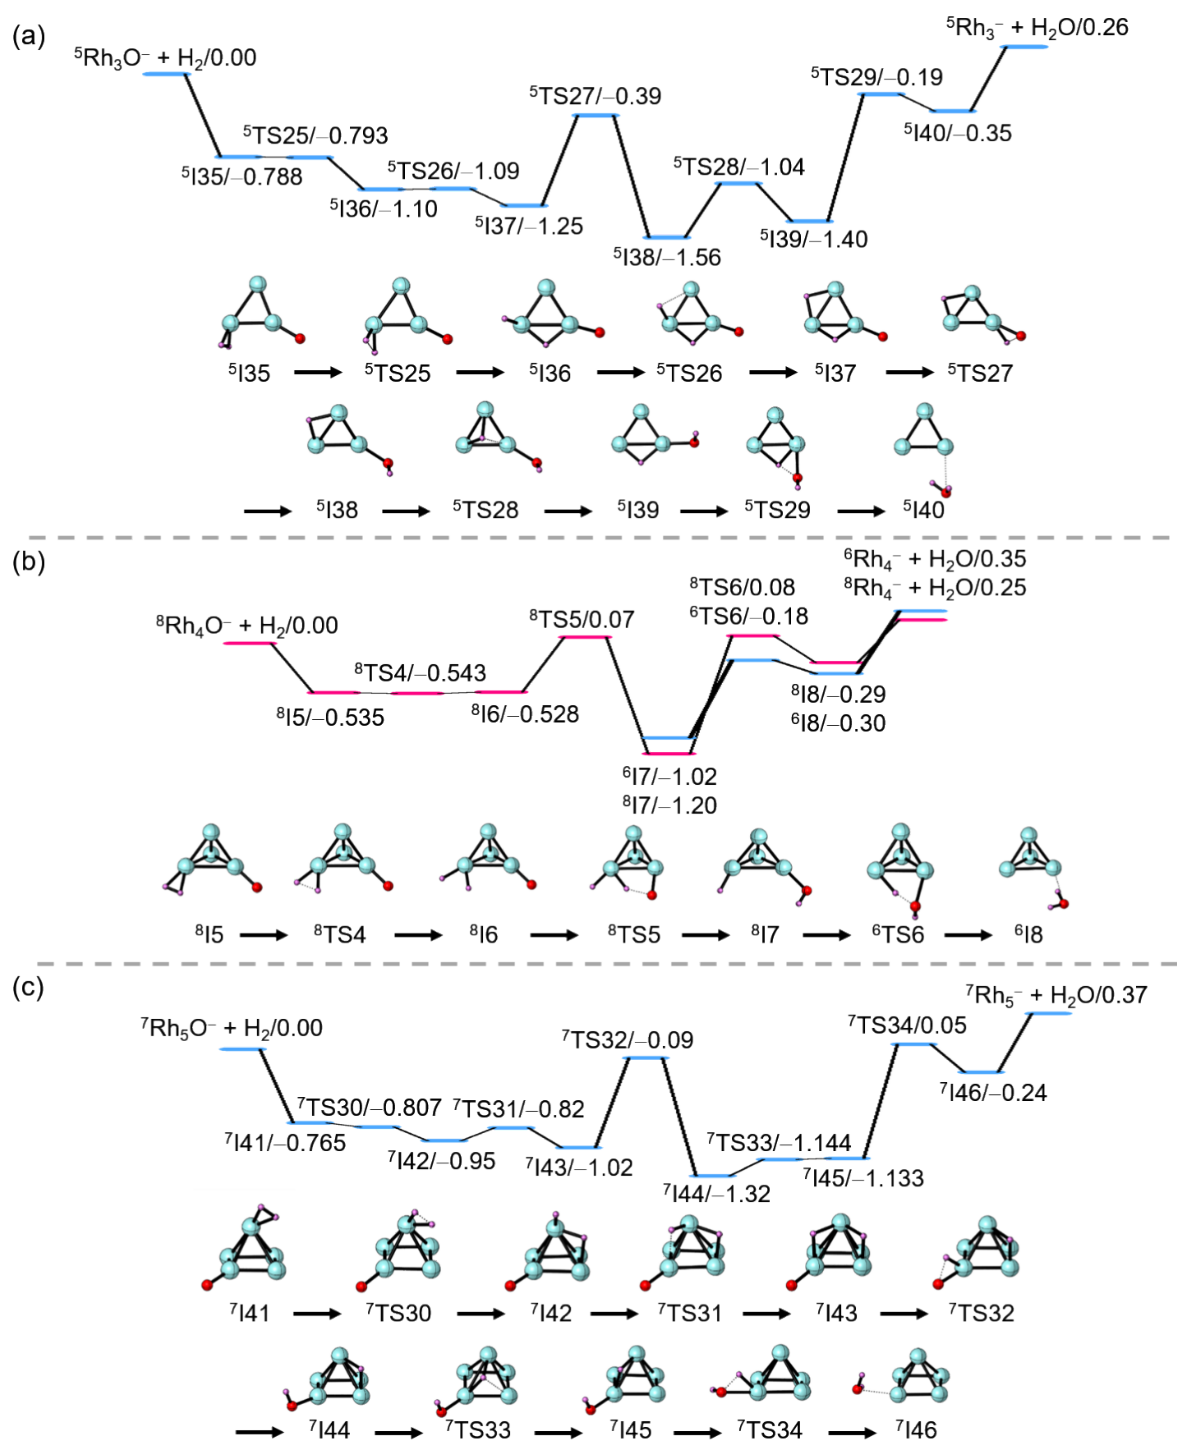 (a)
⁵Rh₃O⁻ + H₂/0.00
⁵Rh₃⁻ + H₂O/0.26
⁵TS29/–0.19
⁵TS27/–0.39
⁵TS25/–0.793
⁵I40/–0.35
⁵TS26/–1.09
⁵TS28/–1.04
⁵I35/–0.788
⁵I36/–1.10
⁵I37/–1.25
⁵I39/–1.40
⁵I38/–1.56
⁵I35 ⁵TS25 ⁵I36 ⁵TS26 ⁵I37 ⁵TS27
⁵I38 ⁵TS28 ⁵I39 ⁵TS29 ⁵I40
(b)
⁶Rh₄⁻ + H₂O/0.35
⁸Rh₄⁻ + H₂O/0.25
⁸TS6/0.08
⁶TS6/–0.18
⁸TS5/0.07
⁸Rh₄O⁻ + H₂/0.00
⁸TS4/–0.543
⁸I5/–0.535
⁸I6/–0.528
⁸I8/–0.29
⁶I8/–0.30
⁶I7/–1.02
⁸I7/–1.20
⁸I5 ⁸TS4 ⁸I6 ⁸TS5 ⁸I7 ⁶TS6 ⁶I8
(c)
⁷Rh₅⁻ + H₂O/0.37
⁷Rh₅O⁻ + H₂/0.00
⁷TS34/0.05
⁷TS32/–0.09
⁷I46/–0.24
⁷TS30/–0.807
⁷TS31/–0.82
⁷I41/–0.765
⁷TS33/–1.144
⁷I42/–0.95
⁷I43/–1.02
⁷I45/–1.133
⁷I44/–1.32
⁷I41 ⁷TS30 ⁷I42 ⁷TS31 ⁷I43 ⁷TS32
⁷I44 ⁷TS33 ⁷I45 ⁷TS34 ⁷I46